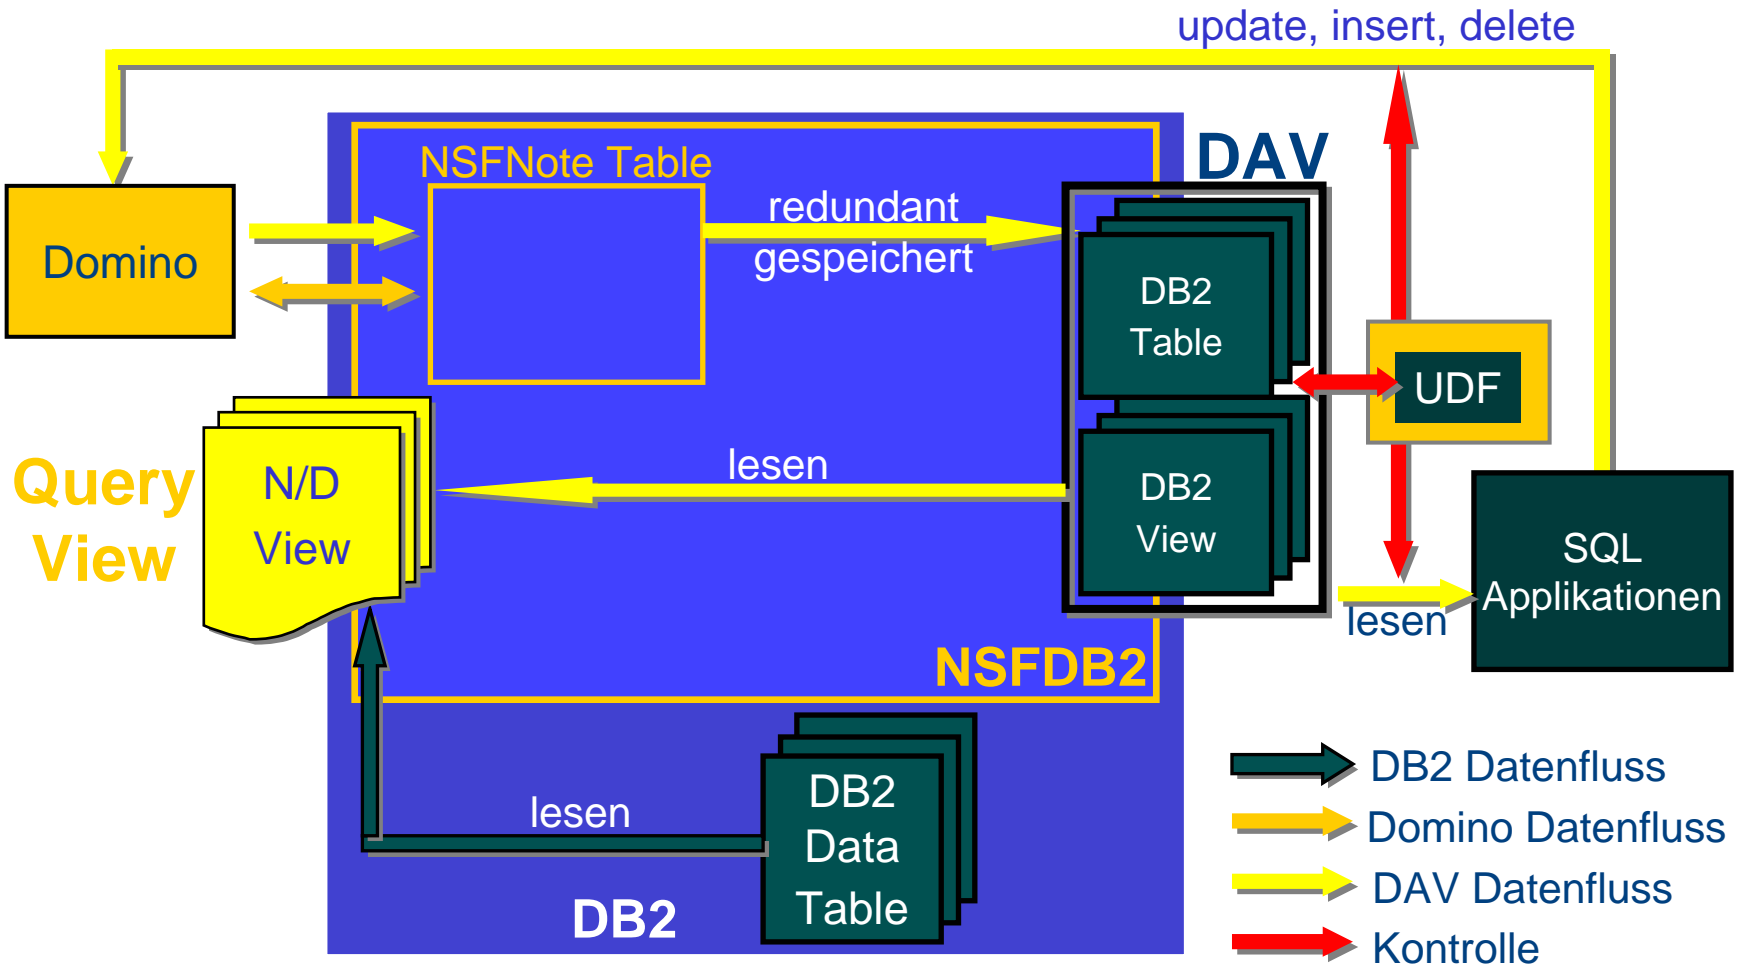 update, insert, delete
DAV
NSFNote Table
redundant
gespeichert
Domino
DB2
Table
UDF
Query
View
N/D
View
lesen
DB2
View
SQL
Applikationen
lesen
NSFDB2
DB2
Data
Table
lesen
DB2
DB2 Datenfluss
Domino Datenfluss
DAV Datenfluss
Kontrolle